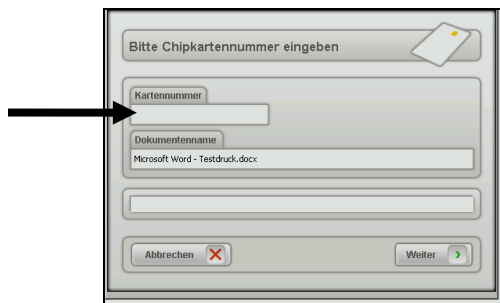 Bitte Chipkartennummer eingeben
Kartennummer
Dokumentenname
Microsoft Word - Testdruck.docx
Abbrechen
Weiter